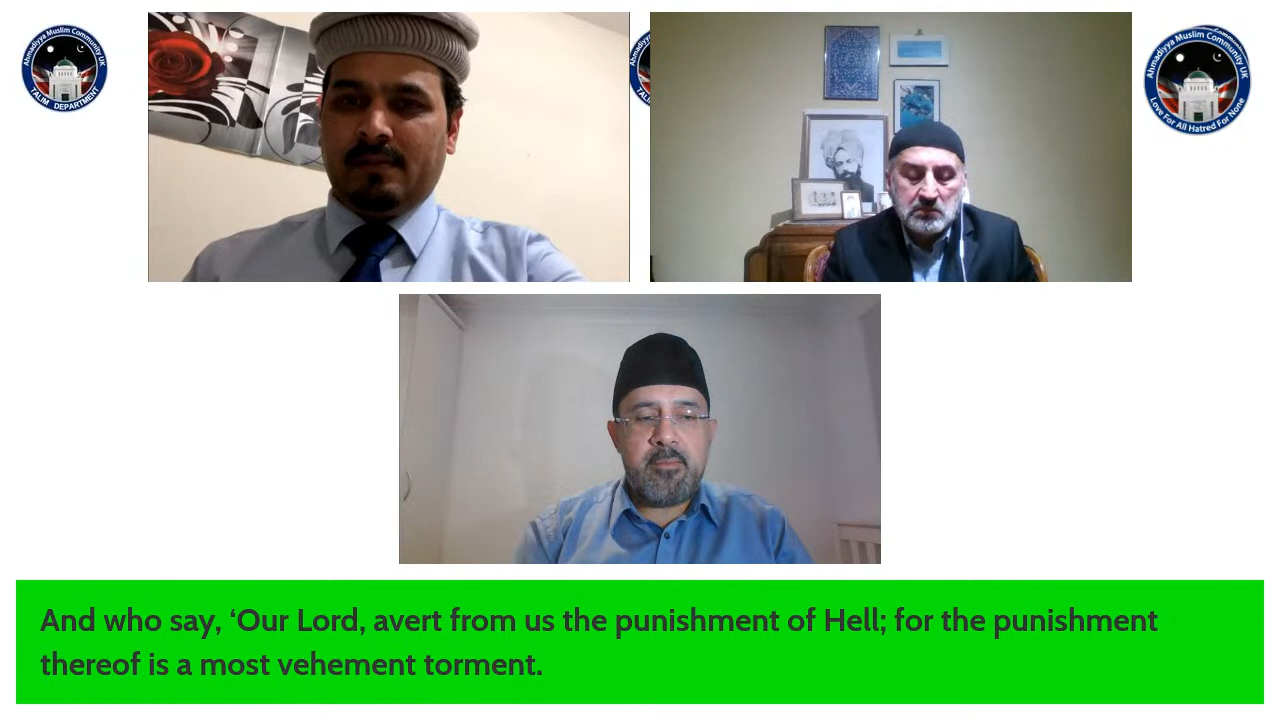 Ahmadiyya Muslim Community UK
TALIM DEPARTMENT
Ahmadiyya Muslim Community UK
Love For All Hatred For None
And who say, ‘Our Lord, avert from us the punishment of Hell; for the punishment
thereof is a most vehement torment.